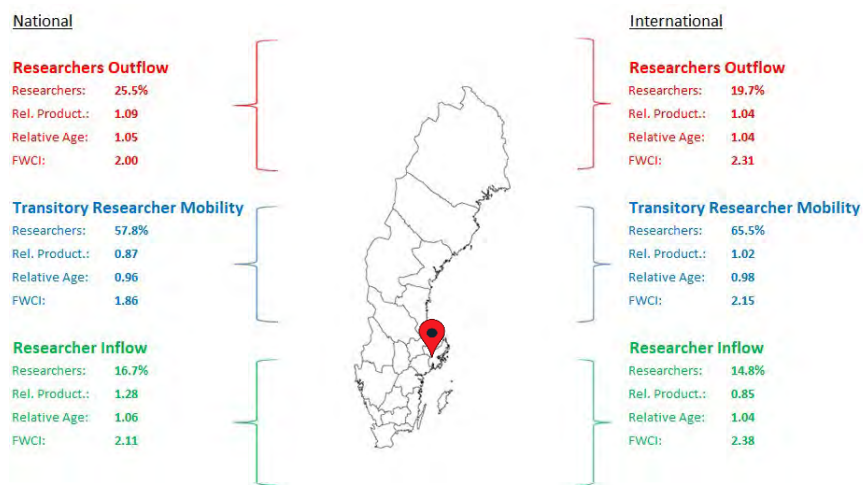 National
Researchers Outflow
Researchers: 25.5%
Rel. Product.: 1.09
Relative Age: 1.05
FWCI: 2.00
Transitory Researcher Mobility
Researchers: 57.8%
Rel. Product.: 0.87
Relative Age: 0.96
FWCI: 1.86
Researcher Inflow
Researchers: 16.7%
Rel. Product.: 1.28
Relative Age: 1.06
FWCI: 2.11
International
Researchers Outflow
Researchers: 19.7%
Rel. Product.: 1.04
Relative Age: 1.04
FWCI: 2.31
Transitory Researcher Mobility
Researchers: 65.5%
Rel. Product.: 1.02
Relative Age: 0.98
FWCI: 2.15
Researcher Inflow
Researchers: 14.8%
Rel. Product.: 0.85
Relative Age: 1.04
FWCI: 2.38